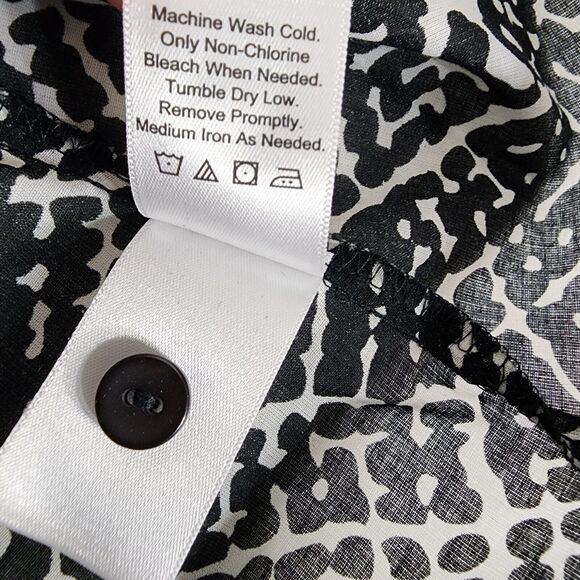 Machine Wash Cold.
Only Non-Chlorine
Bleach When Needed.
Tumble Dry Low.
Remove Promptly.
Medium Iron As Needed.